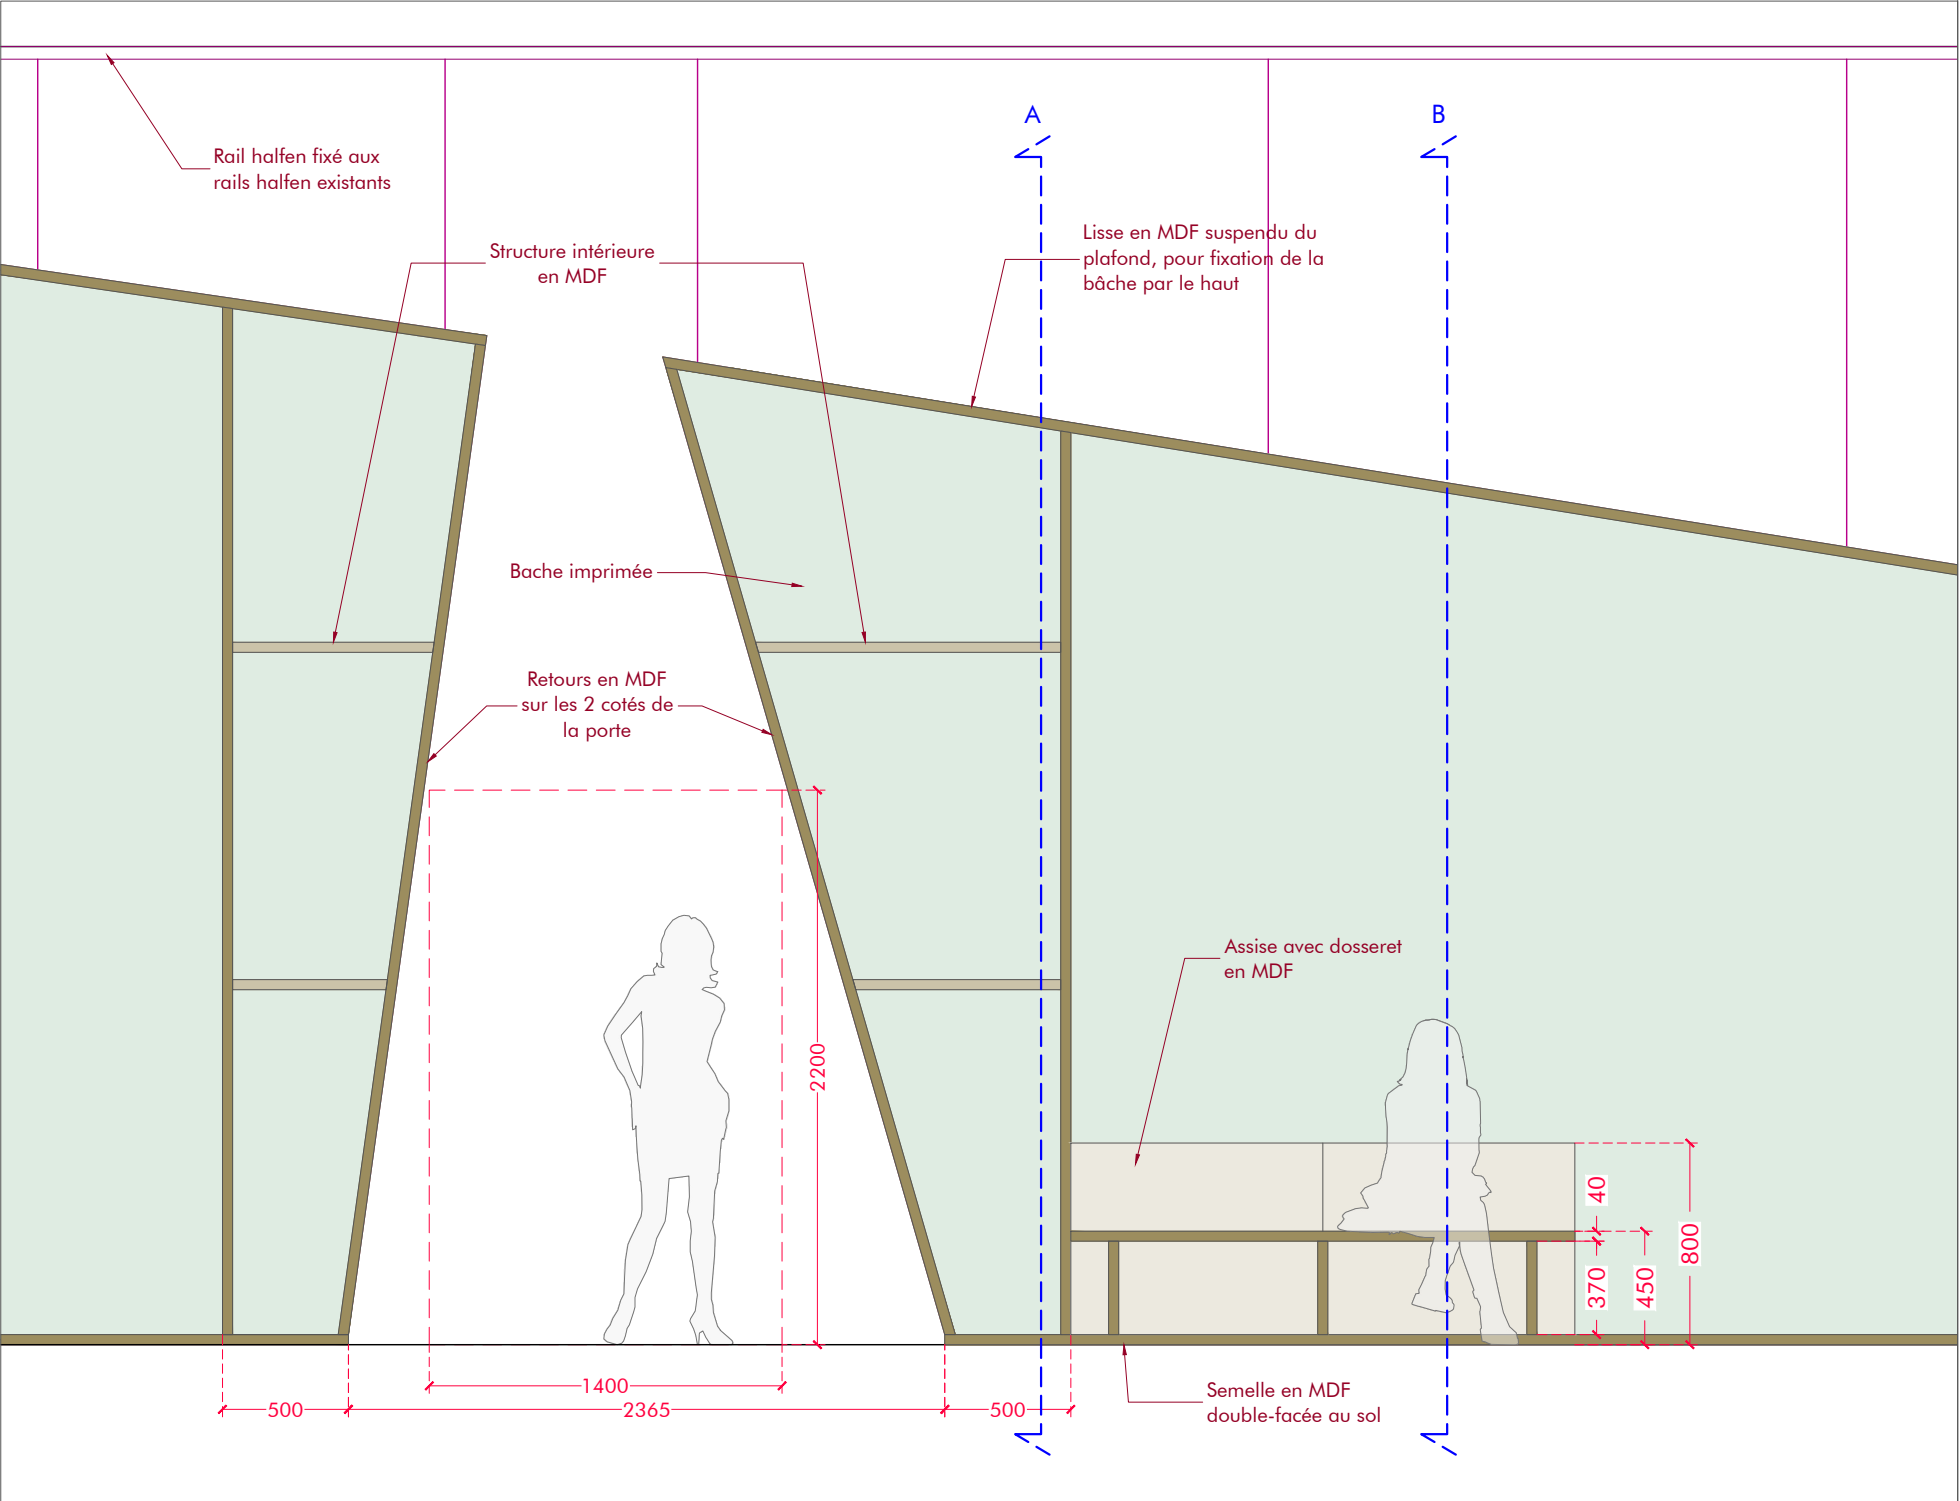 A
B
Rail halfen fixé aux
rails halfen existants
Structure intérieure
en MDF
Lisse en MDF suspendu du
plafond, pour fixation de la
bâche par le haut
Bache imprimée
Retours en MDF
sur les 2 cotés de
la porte
Assise avec dosseret
en MDF
2200
40
370
450
800
1400
500
2365
500
Semelle en MDF
double-facée au sol